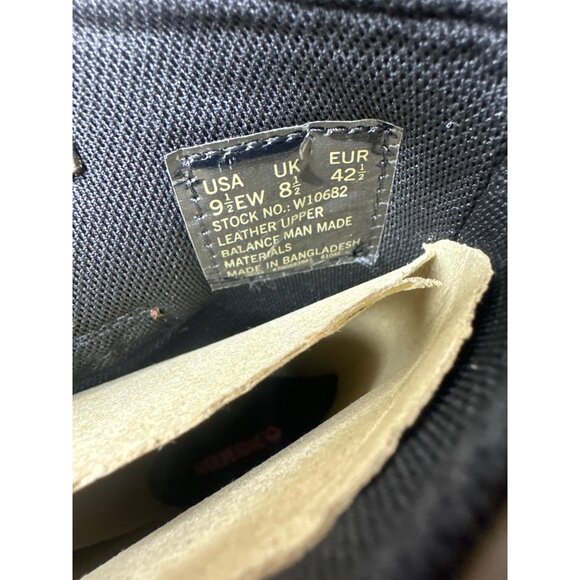 USA UK EUR
9½EW 8½ 42½
STOCK NO.: W10682
LEATHER UPPER
BALANCE MAN MADE
MATERIALS
MADE IN BANGLADESH